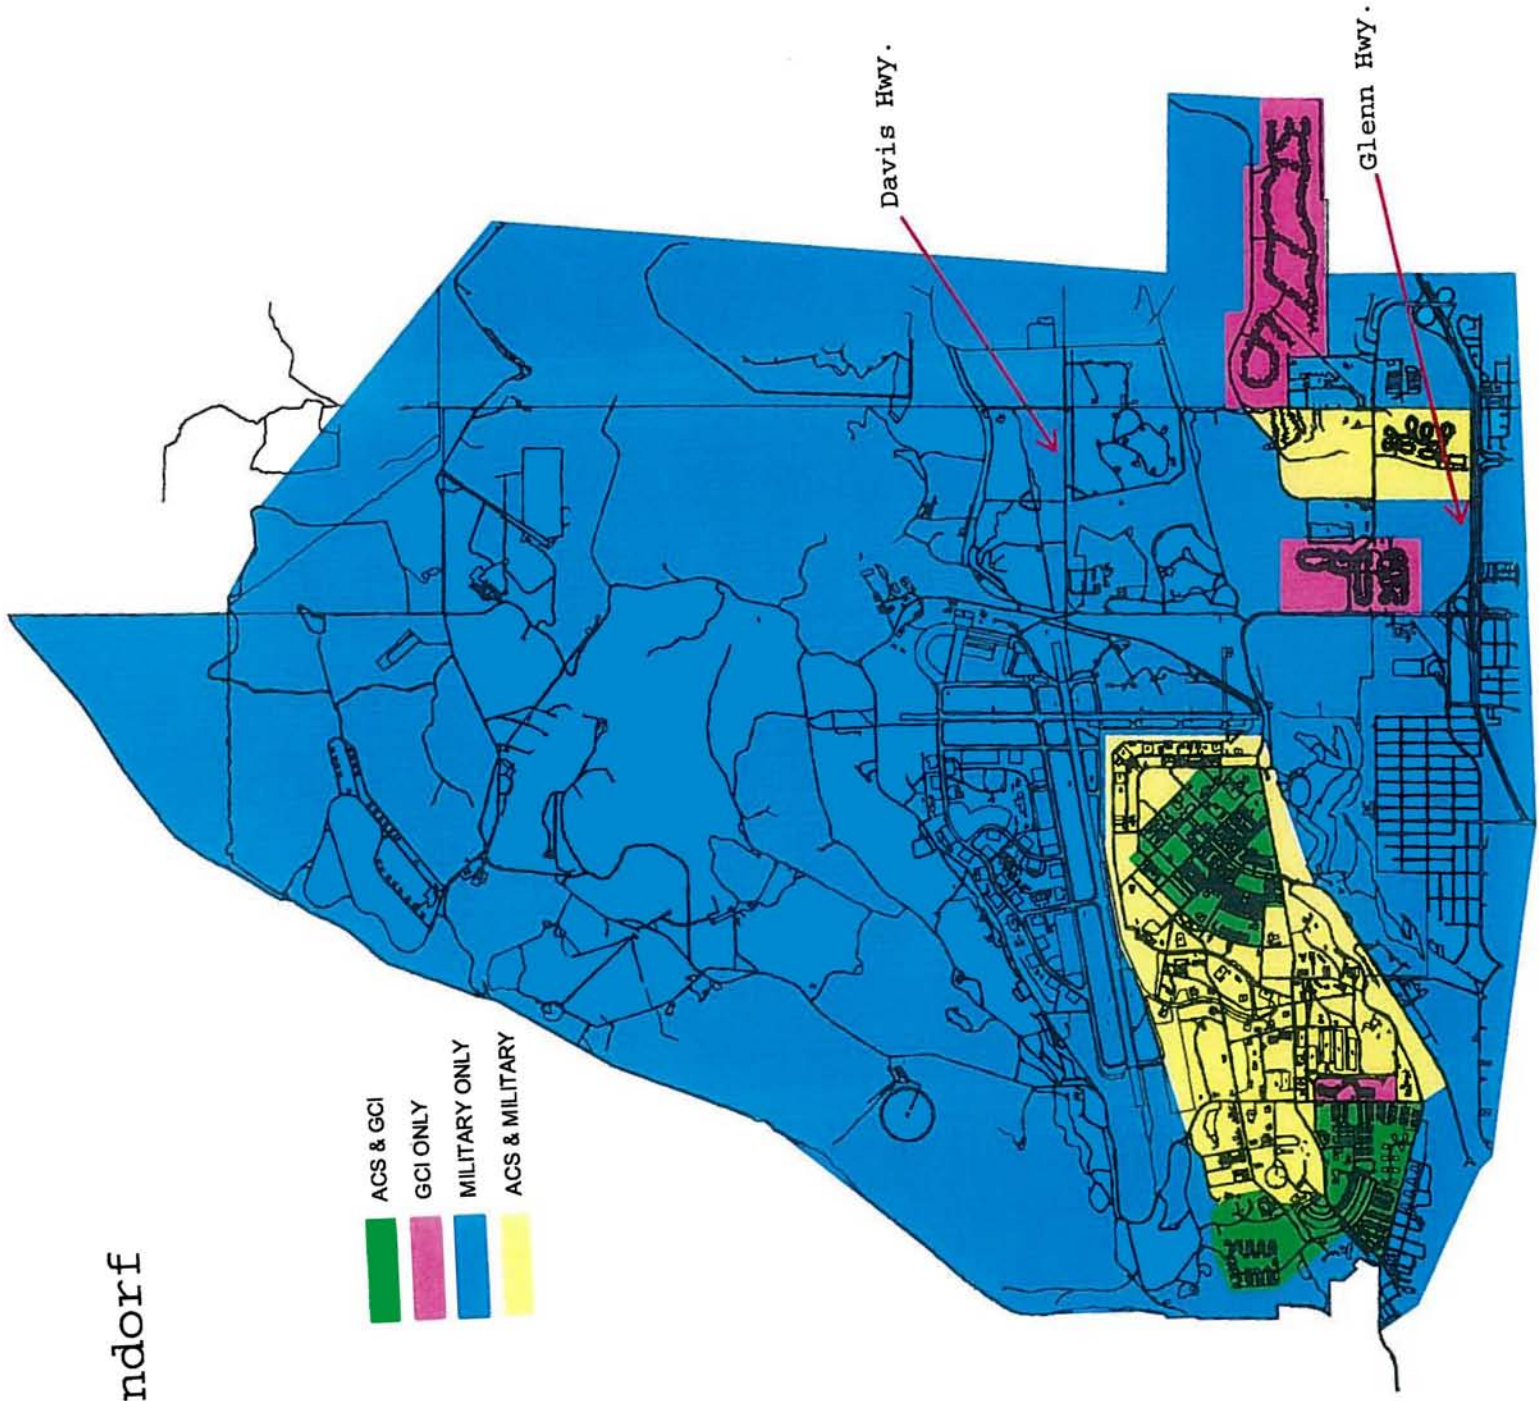 ndorf
ACS & GCI
GCI ONLY
MILITARY ONLY
ACS & MILITARY
Davis Hwy.
Glenn Hwy.